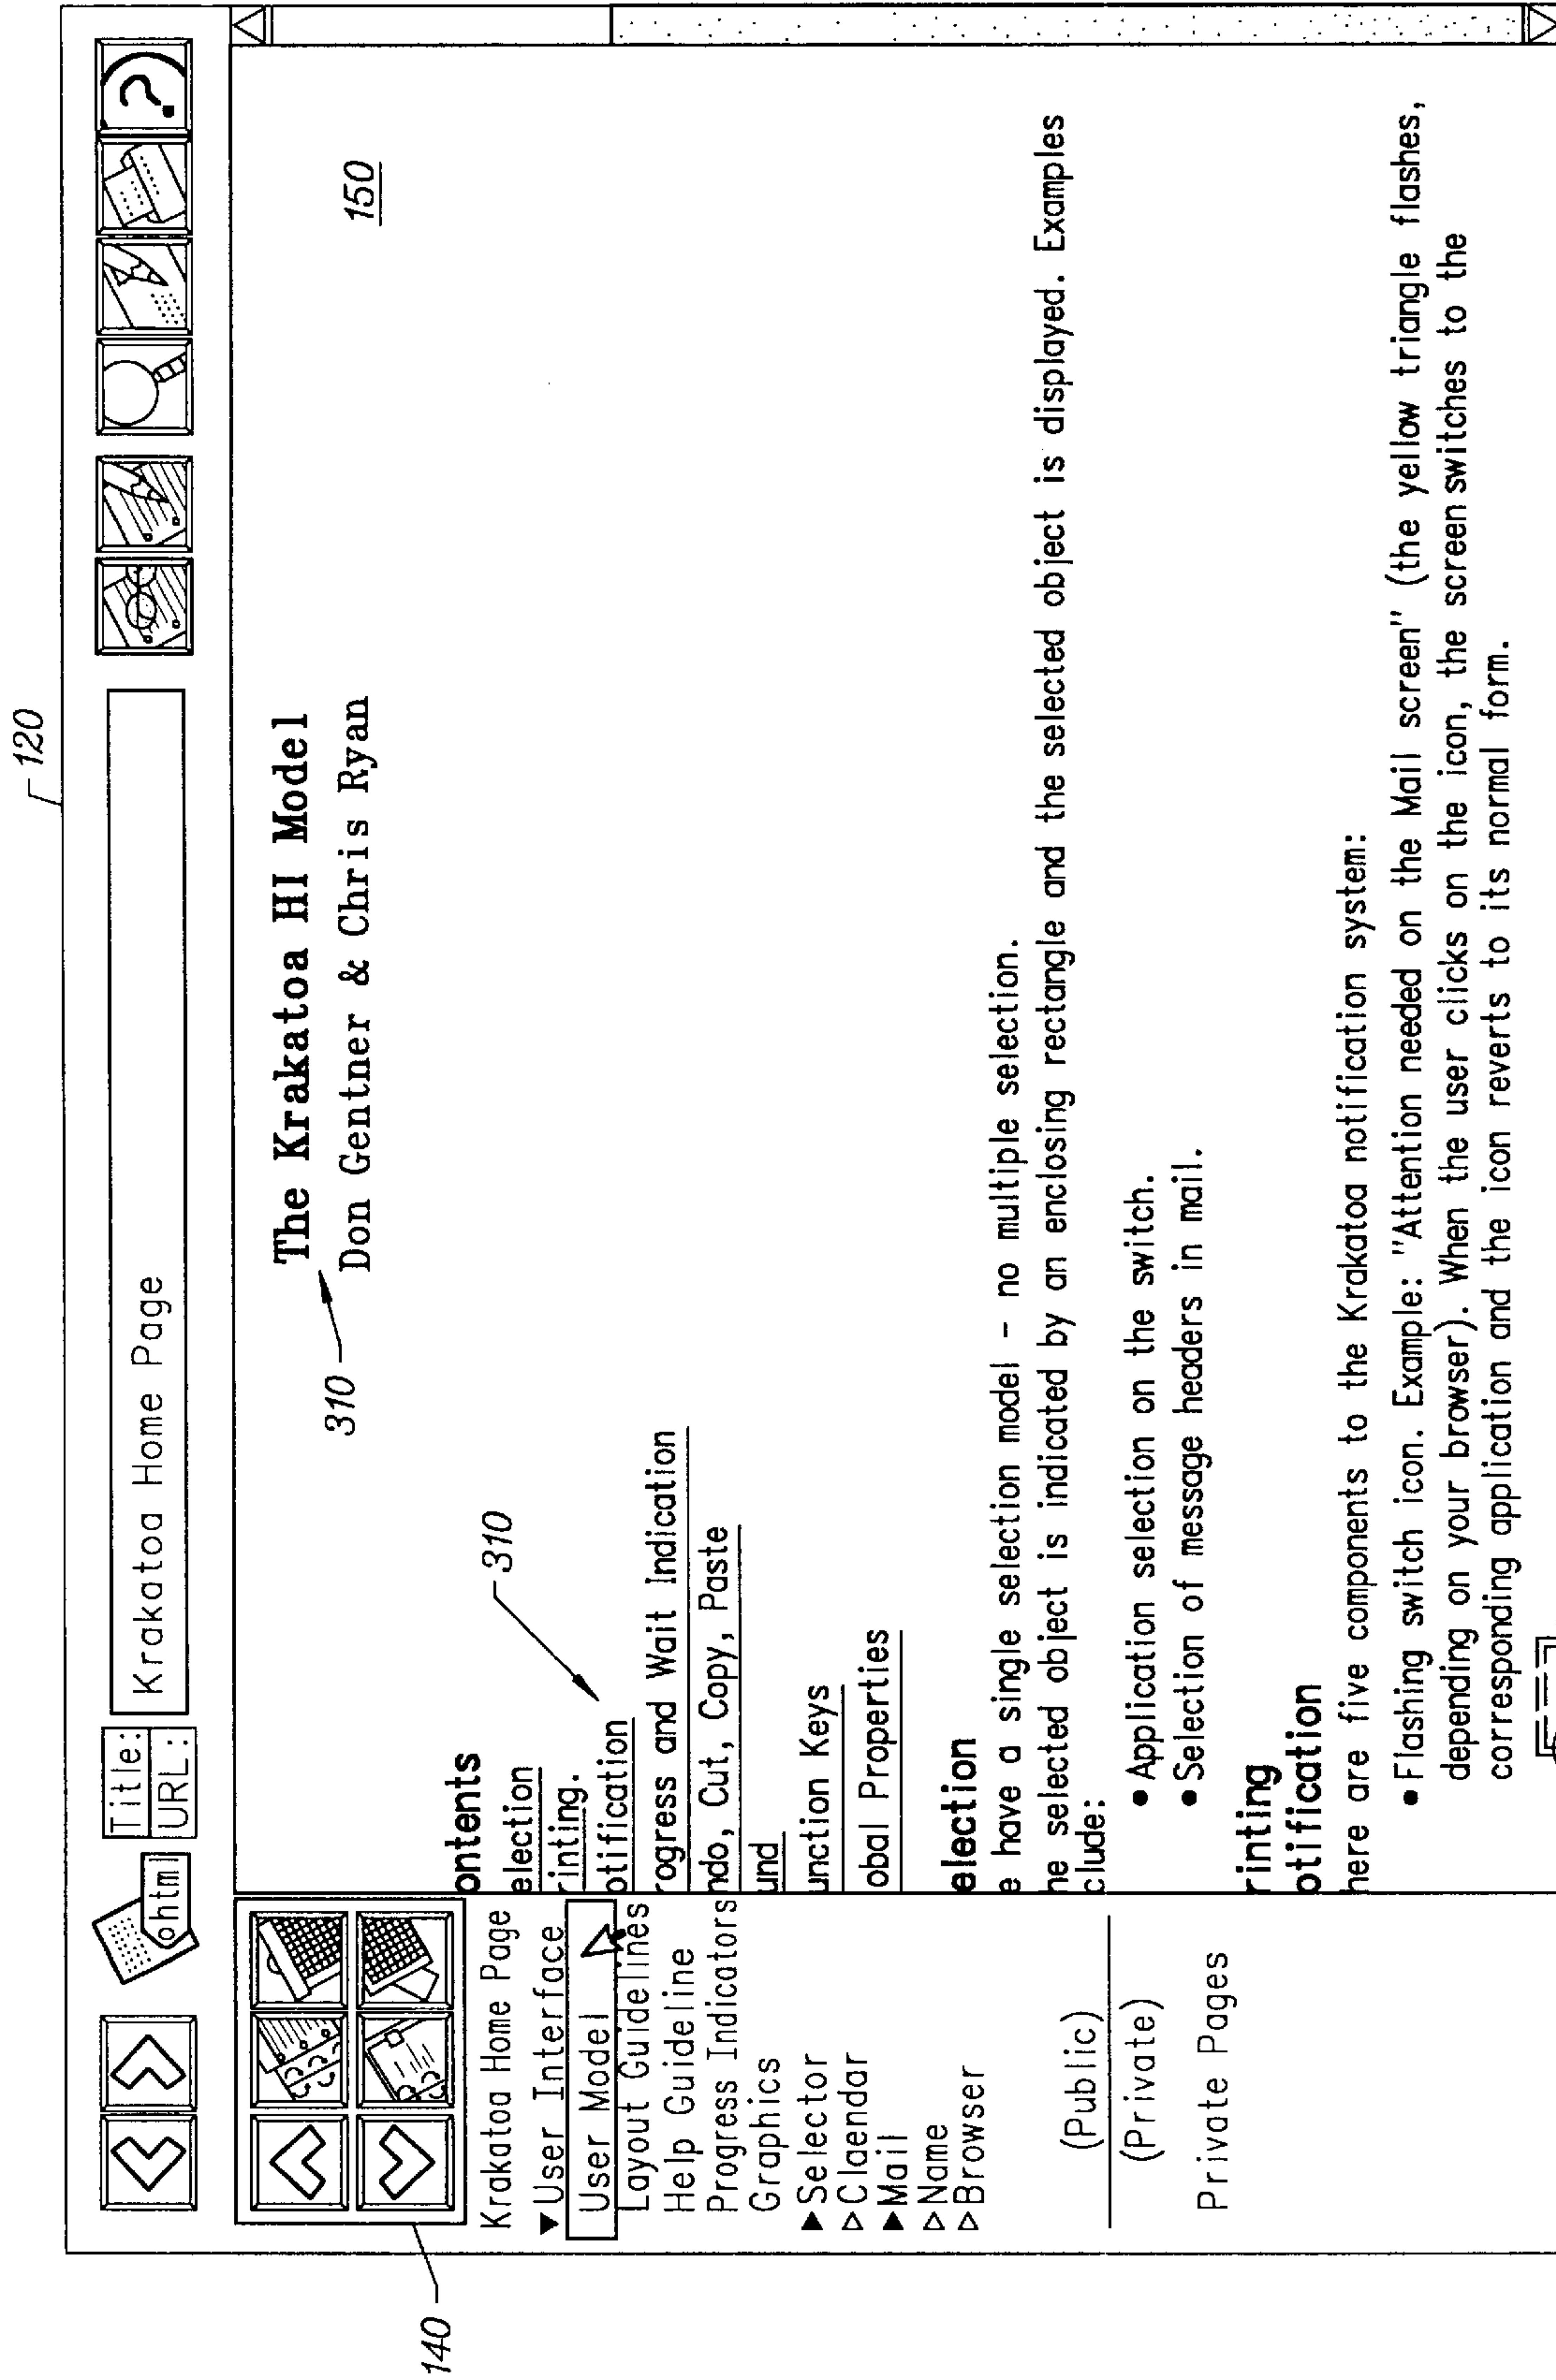 120
ohtml
Title:
URL:
Krakatoa Home Page
140
Krakatoa Home Page
▼User Interface
User Model
Layout Guidelines
Help Guideline
Progress Indicators
Graphics
▶Selector
▷Claendar
▶Mail
▷Name
▷Browser
(Public)
(Private)
Private Pages
The Krakatoa HI Model
Don Gentner & Chris Ryan
310
150
ontents
election
rinting.
otification
310
rogress and Wait Indication
ndo, Cut, Copy, Paste
und
unction Keys
obal Properties
election
e have a single selection model - no multiple selection.
he selected object is indicated by an enclosing rectangle and the selected object is displayed. Examples
clude:
• Application selection on the switch.
• Selection of message headers in mail.
rinting
otification
here are five components to the Krakatoa notification system:
• Flashing switch icon. Example: "Attention needed on the Mail screen" (the yellow triangle flashes,
depending on your browser). When the user clicks on the icon, the screen switches to the
corresponding application and the icon reverts to its normal form.